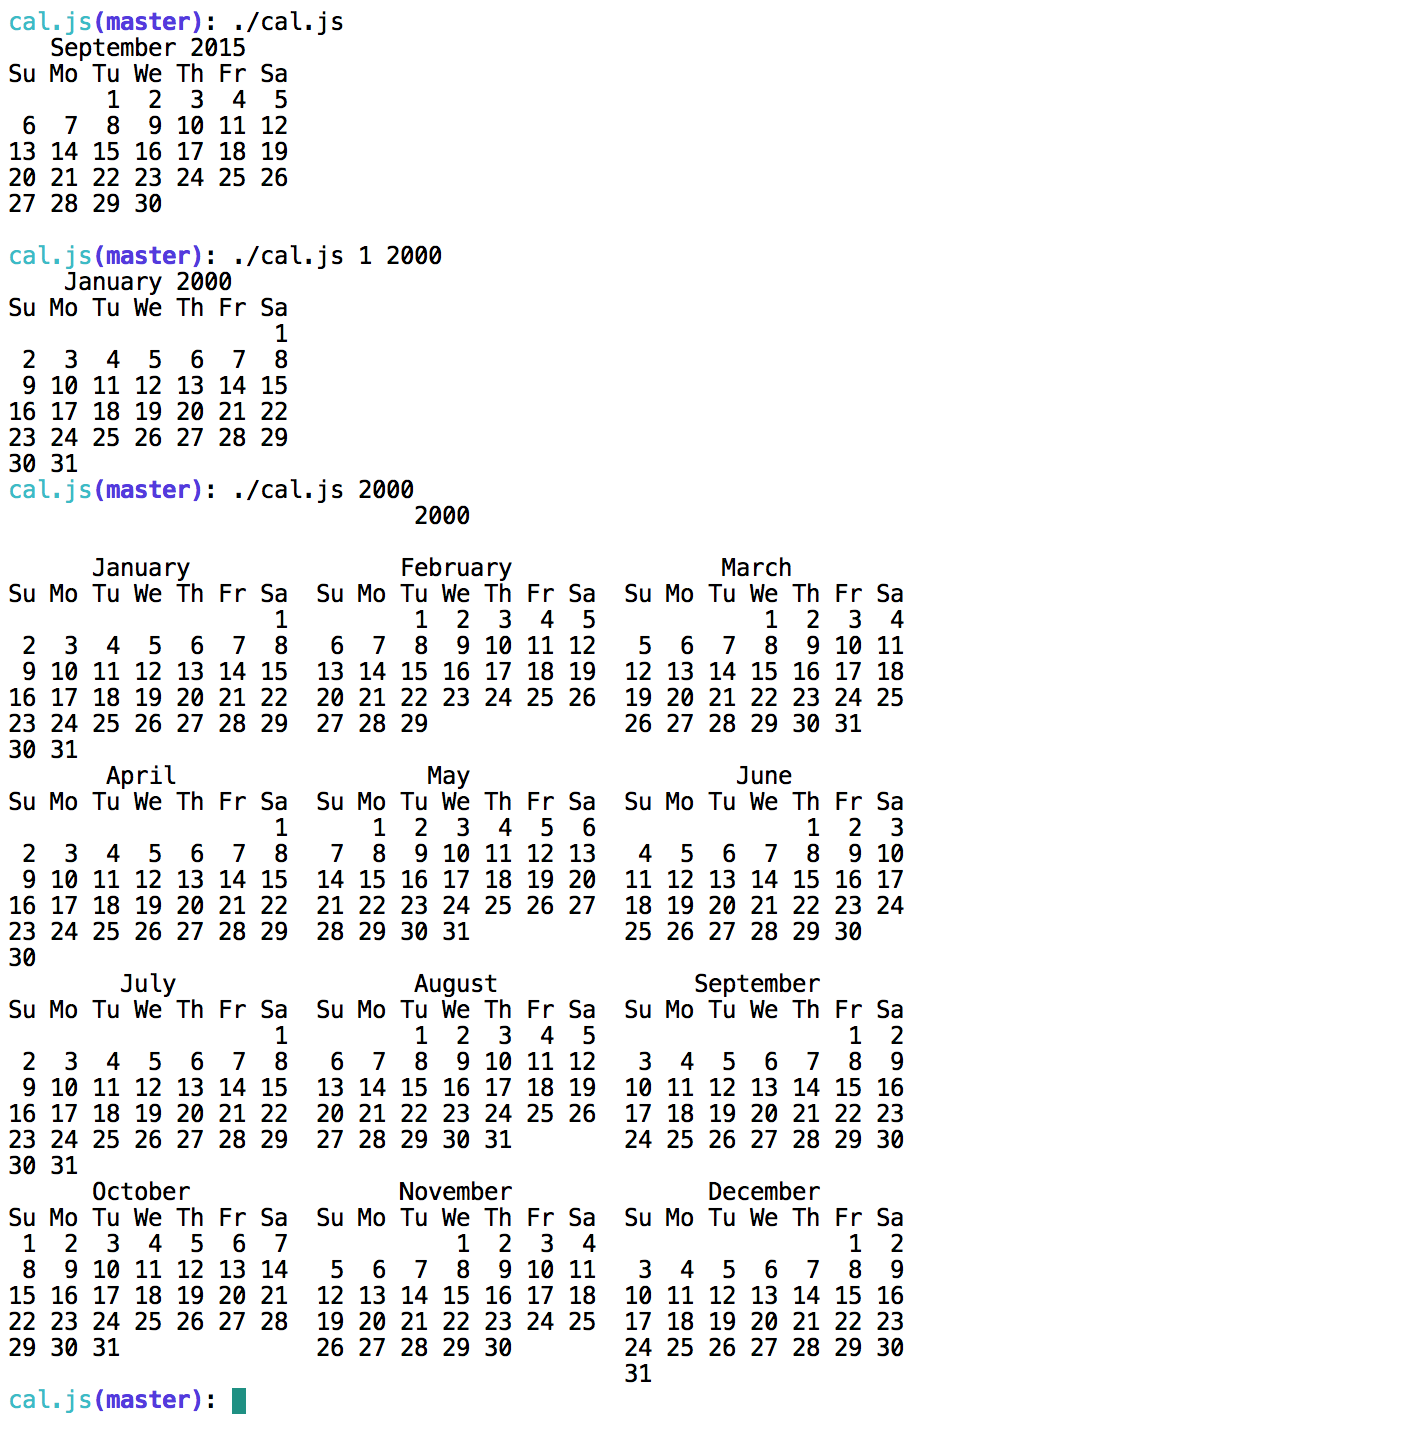 cal.js(master): ./cal.js
   September 2015
Su Mo Tu We Th Fr Sa
       1  2  3  4  5
 6  7  8  9 10 11 12
13 14 15 16 17 18 19
20 21 22 23 24 25 26
27 28 29 30

cal.js(master): ./cal.js 1 2000
    January 2000
Su Mo Tu We Th Fr Sa
                   1
 2  3  4  5  6  7  8
 9 10 11 12 13 14 15
16 17 18 19 20 21 22
23 24 25 26 27 28 29
30 31
cal.js(master): ./cal.js 2000
                             2000

      January               February               March
Su Mo Tu We Th Fr Sa  Su Mo Tu We Th Fr Sa  Su Mo Tu We Th Fr Sa
                   1         1  2  3  4  5            1  2  3  4
 2  3  4  5  6  7  8   6  7  8  9 10 11 12   5  6  7  8  9 10 11
 9 10 11 12 13 14 15  13 14 15 16 17 18 19  12 13 14 15 16 17 18
16 17 18 19 20 21 22  20 21 22 23 24 25 26  19 20 21 22 23 24 25
23 24 25 26 27 28 29  27 28 29              26 27 28 29 30 31
30 31
       April                  May                   June
Su Mo Tu We Th Fr Sa  Su Mo Tu We Th Fr Sa  Su Mo Tu We Th Fr Sa
                   1      1  2  3  4  5  6               1  2  3
 2  3  4  5  6  7  8   7  8  9 10 11 12 13   4  5  6  7  8  9 10
 9 10 11 12 13 14 15  14 15 16 17 18 19 20  11 12 13 14 15 16 17
16 17 18 19 20 21 22  21 22 23 24 25 26 27  18 19 20 21 22 23 24
23 24 25 26 27 28 29  28 29 30 31           25 26 27 28 29 30
30
        July                 August              September
Su Mo Tu We Th Fr Sa  Su Mo Tu We Th Fr Sa  Su Mo Tu We Th Fr Sa
                   1         1  2  3  4  5                  1  2
 2  3  4  5  6  7  8   6  7  8  9 10 11 12   3  4  5  6  7  8  9
 9 10 11 12 13 14 15  13 14 15 16 17 18 19  10 11 12 13 14 15 16
16 17 18 19 20 21 22  20 21 22 23 24 25 26  17 18 19 20 21 22 23
23 24 25 26 27 28 29  27 28 29 30 31        24 25 26 27 28 29 30
30 31
      October               November              December
Su Mo Tu We Th Fr Sa  Su Mo Tu We Th Fr Sa  Su Mo Tu We Th Fr Sa
 1  2  3  4  5  6  7            1  2  3  4                  1  2
 8  9 10 11 12 13 14   5  6  7  8  9 10 11   3  4  5  6  7  8  9
15 16 17 18 19 20 21  12 13 14 15 16 17 18  10 11 12 13 14 15 16
22 23 24 25 26 27 28  19 20 21 22 23 24 25  17 18 19 20 21 22 23
29 30 31              26 27 28 29 30        24 25 26 27 28 29 30
                                            31
cal.js(master):